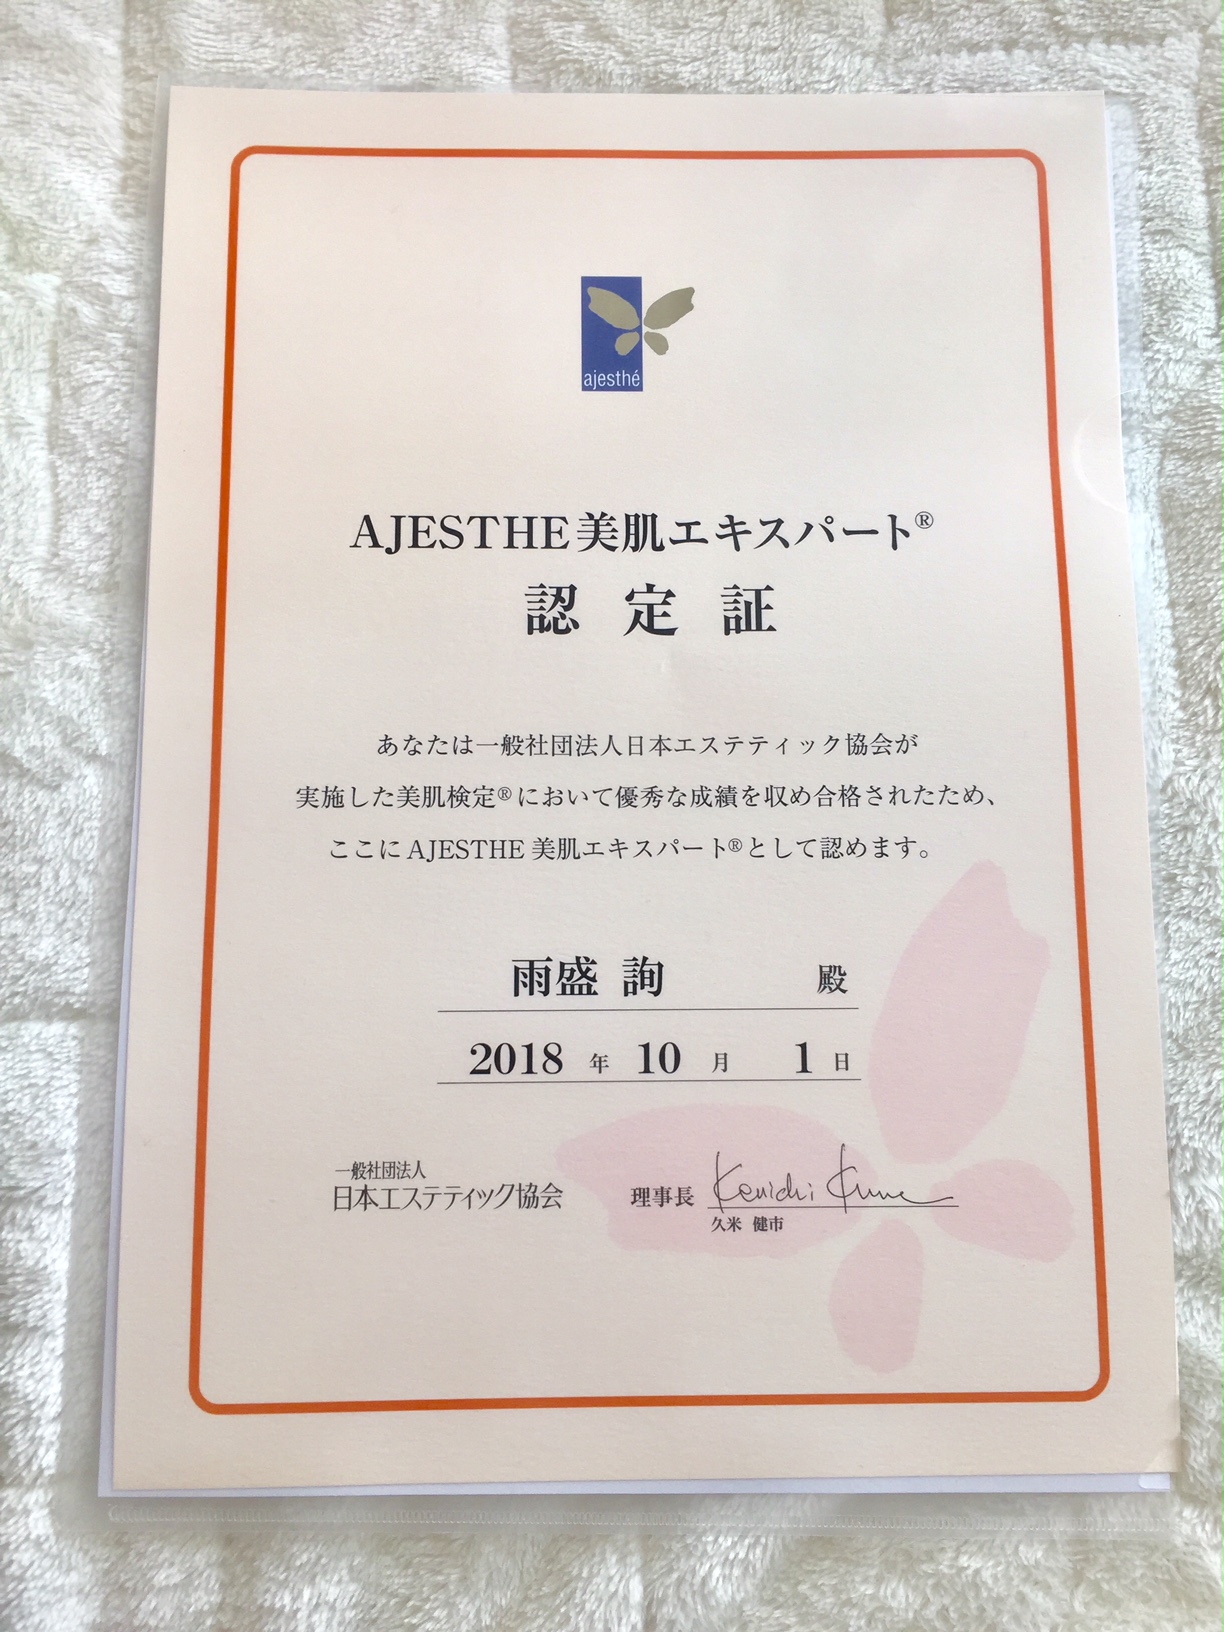 ajesthé
AJESTHE美肌エキスパート®
認定証
あなたは一般社団法人日本エステティック協会が
実施した美肌検定®において優秀な成績を収め合格されたため、
ここにAJESTHE 美肌エキスパート®として認めます。
雨盛 詢 殿
2018 年 10 月 1 日
一般社団法人
日本エステティック協会
理事長 Kenichi Kume
久米 健市